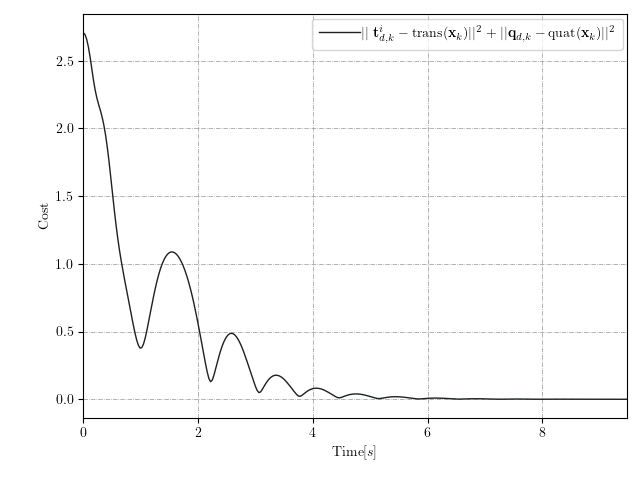 || t^i_{d,k} − trans(x_k)||² + ||q_{d,k} − quat(x_k)||²
2.5
2.0
1.5
1.0
0.5
0.0
Cost
0 2 4 6 8
Time[s]